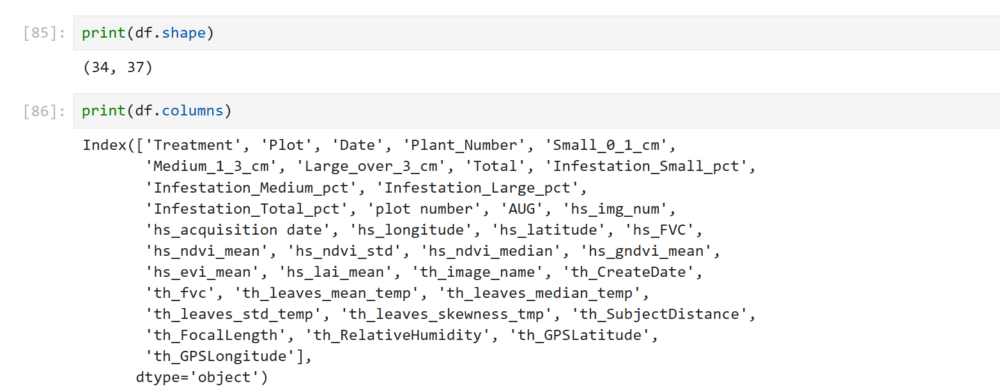 [85]: print(df.shape)
(34, 37)
[86]: print(df.columns)
Index(['Treatment', 'Plot', 'Date', 'Plant_Number', 'Small_0_1_cm',
'Medium_1_3_cm', 'Large_over_3_cm', 'Total', 'Infestation_Small_pct',
'Infestation_Medium_pct', 'Infestation_Large_pct',
'Infestation_Total_pct', 'plot number', 'AUG', 'hs_img_num',
'hs_acquisition date', 'hs_longitude', 'hs_latitude', 'hs_FVC',
'hs_ndvi_mean', 'hs_ndvi_std', 'hs_ndvi_median', 'hs_gndvi_mean',
'hs_evi_mean', 'hs_lai_mean', 'th_image_name', 'th_CreateDate',
'th_fvc', 'th_leaves_mean_temp', 'th_leaves_median_temp',
'th_leaves_std_temp', 'th_leaves_skewness_tmp', 'th_SubjectDistance',
'th_FocalLength', 'th_RelativeHumidity', 'th_GPSLatitude',
'th_GPSLongitude'],
dtype='object')